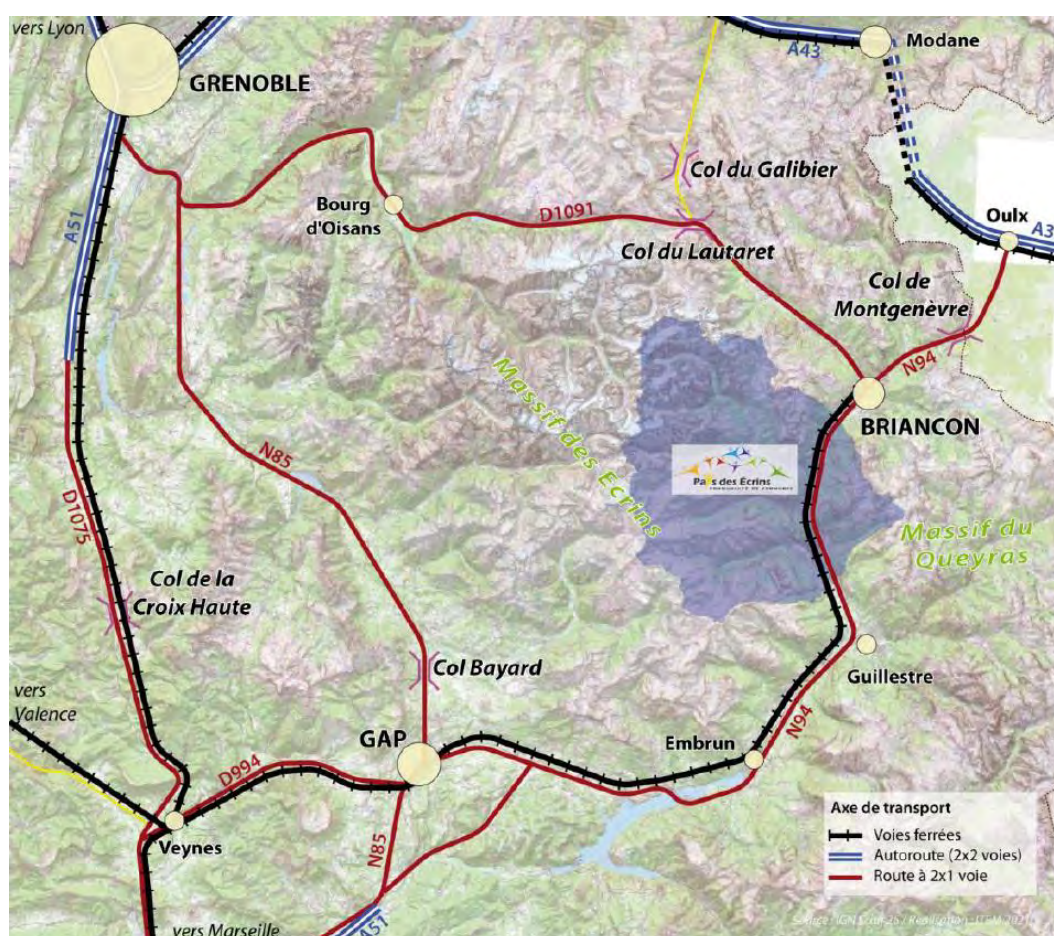 vers Lyon
GRENOBLE
A43
Modane
Col du Galibier
Bourg
d'Oisans
D1091
Col du Lautaret
Oulx
A3
A51
Col de
Montgenèvre
N94
BRIANCON
Massif des Ecrins
Pays des Écrins
Massif du
Queyras
N85
D1075
Col de la
Croix Haute
Col Bayard
Guillestre
vers
Valence
GAP
Embrun
N94
D994
Veynes
N85
A51
vers Marseille
Axe de transport
Voies ferrées
Autoroute (2x2 voies)
Route à 2x1 voie